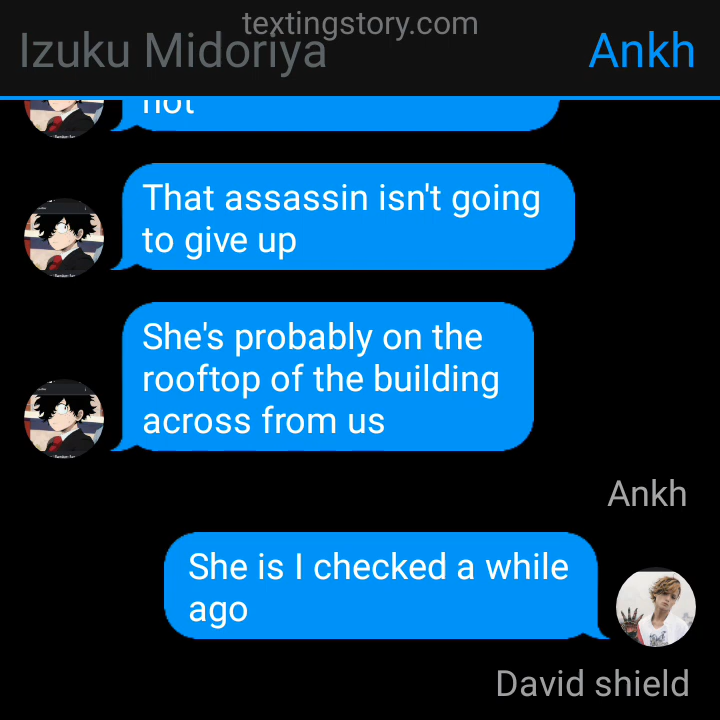 textingstory.com
Izuku Midoriya
Ankh
not
That assassin isn't going
to give up
She's probably on the
rooftop of the building
across from us
Ankh
She is I checked a while
ago
David shield